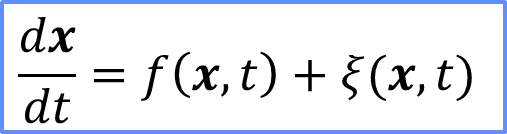 d𝒙/dt = f(𝒙, t) + ξ(𝒙, t)